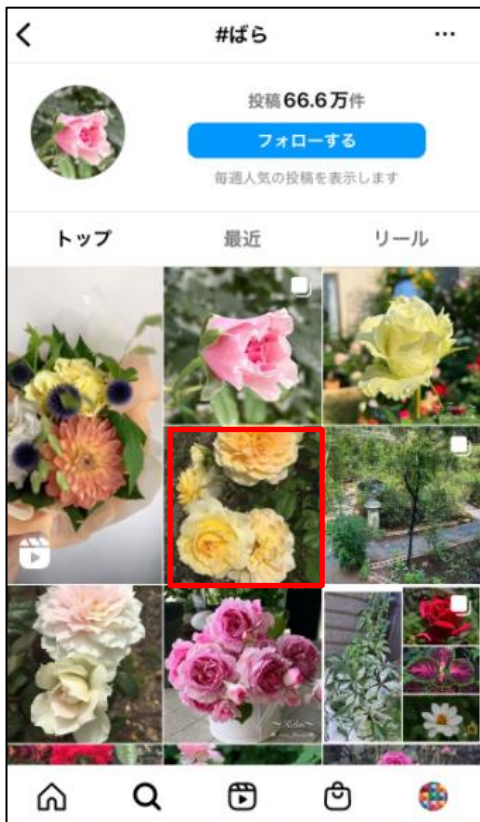 #ばら
投稿66.6万件
フォローする
毎週人気の投稿を表示します
トップ
最近
リール